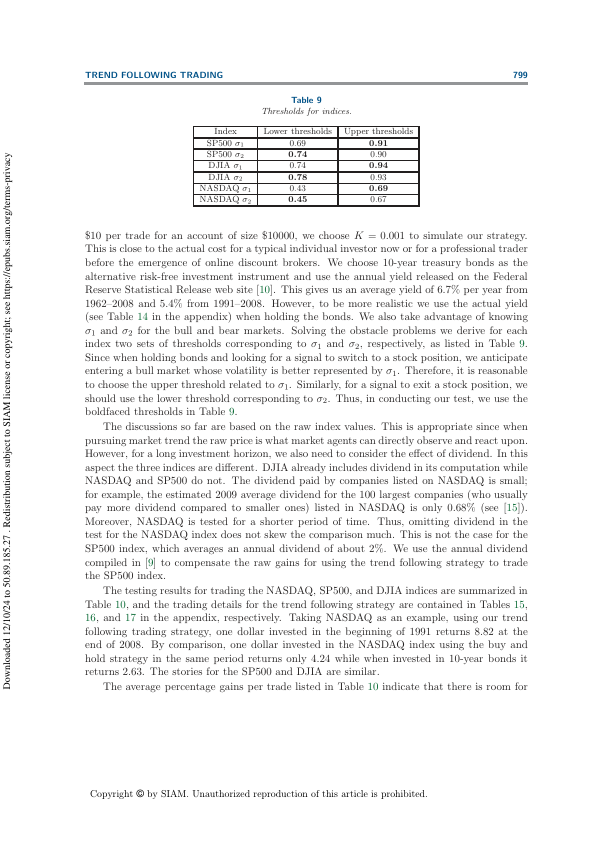 TREND FOLLOWING TRADING 799
Table 9
Thresholds for indices.
Index Lower thresholds Upper thresholds
SP500 σ1 0.69 0.91
SP500 σ2 0.74 0.90
DJIA σ1 0.74 0.94
DJIA σ2 0.78 0.93
NASDAQ σ1 0.43 0.69
NASDAQ σ2 0.45 0.67
$10 per trade for an account of size $10000, we choose K = 0.001 to simulate our strategy.
This is close to the actual cost for a typical individual investor now or for a professional trader
before the emergence of online discount brokers. We choose 10-year treasury bonds as the
alternative risk-free investment instrument and use the annual yield released on the Federal
Reserve Statistical Release web site [10]. This gives us an average yield of 6.7% per year from
1962–2008 and 5.4% from 1991–2008. However, to be more realistic we use the actual yield
(see Table 14 in the appendix) when holding the bonds. We also take advantage of knowing
σ1 and σ2 for the bull and bear markets. Solving the obstacle problems we derive for each
index two sets of thresholds corresponding to σ1 and σ2, respectively, as listed in Table 9.
Since when holding bonds and looking for a signal to switch to a stock position, we anticipate
entering a bull market whose volatility is better represented by σ1. Therefore, it is reasonable
to choose the upper threshold related to σ1. Similarly, for a signal to exit a stock position, we
should use the lower threshold corresponding to σ2. Thus, in conducting our test, we use the
boldfaced thresholds in Table 9.
The discussions so far are based on the raw index values. This is appropriate since when
pursuing market trend the raw price is what market agents can directly observe and react upon.
However, for a long investment horizon, we also need to consider the effect of dividend. In this
aspect the three indices are different. DJIA already includes dividend in its computation while
NASDAQ and SP500 do not. The dividend paid by companies listed on NASDAQ is small;
for example, the estimated 2009 average dividend for the 100 largest companies (who usually
pay more dividend compared to smaller ones) listed in NASDAQ is only 0.68% (see [15]).
Moreover, NASDAQ is tested for a shorter period of time. Thus, omitting dividend in the
test for the NASDAQ index does not skew the comparison much. This is not the case for the
SP500 index, which averages an annual dividend of about 2%. We use the annual dividend
compiled in [9] to compensate the raw gains for using the trend following strategy to trade
the SP500 index.
The testing results for trading the NASDAQ, SP500, and DJIA indices are summarized in
Table 10, and the trading details for the trend following strategy are contained in Tables 15,
16, and 17 in the appendix, respectively. Taking NASDAQ as an example, using our trend
following trading strategy, one dollar invested in the beginning of 1991 returns 8.82 at the
end of 2008. By comparison, one dollar invested in the NASDAQ index using the buy and
hold strategy in the same period returns only 4.24 while when invested in 10-year bonds it
returns 2.63. The stories for the SP500 and DJIA are similar.
The average percentage gains per trade listed in Table 10 indicate that there is room for
Copyright © by SIAM. Unauthorized reproduction of this article is prohibited.
Downloaded 12/10/24 to 50.89.185.27 . Redistribution subject to SIAM license or copyright; see https://epubs.siam.org/terms-privacy